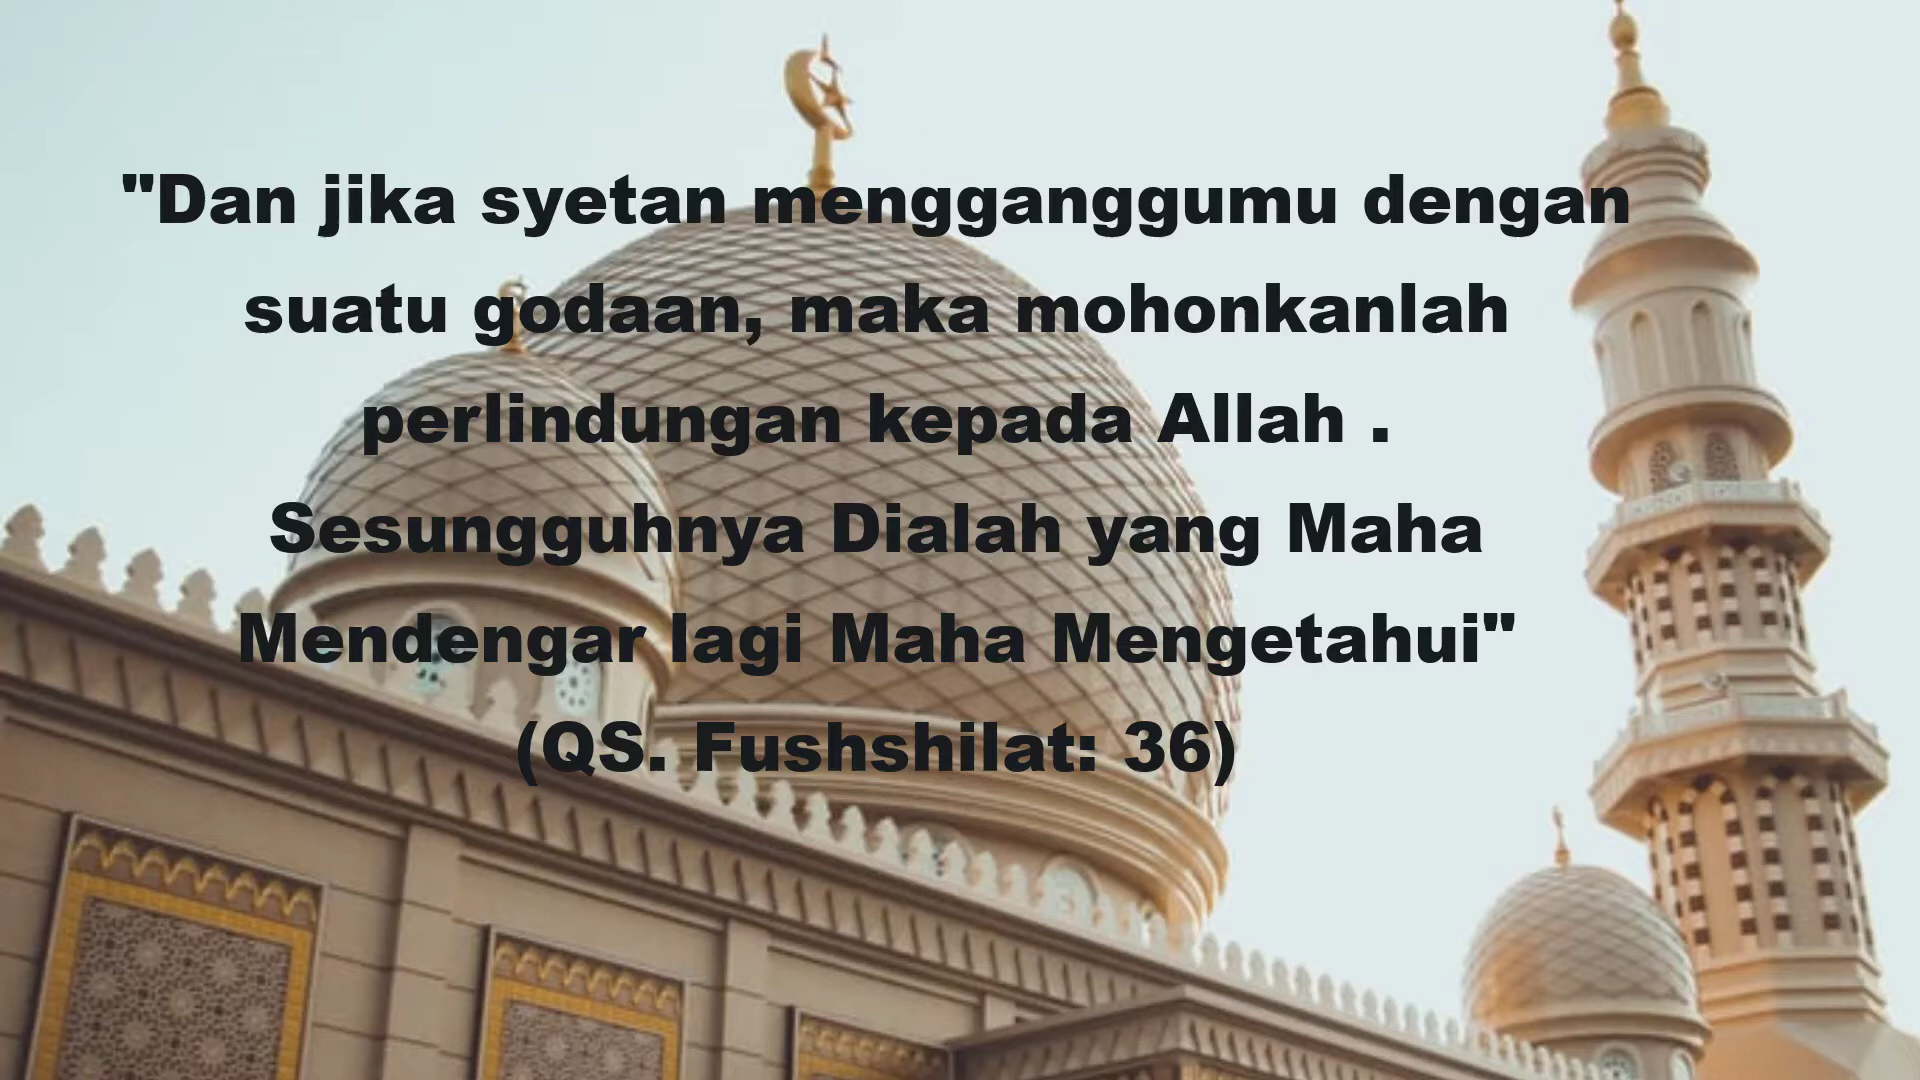 "Dan jika syetan mengganggumu dengan
suatu godaan, maka mohonkanlah
perlindungan kepada Allah .
Sesungguhnya Dialah yang Maha
Mendengar lagi Maha Mengetahui"
(QS. Fushshilat: 36)